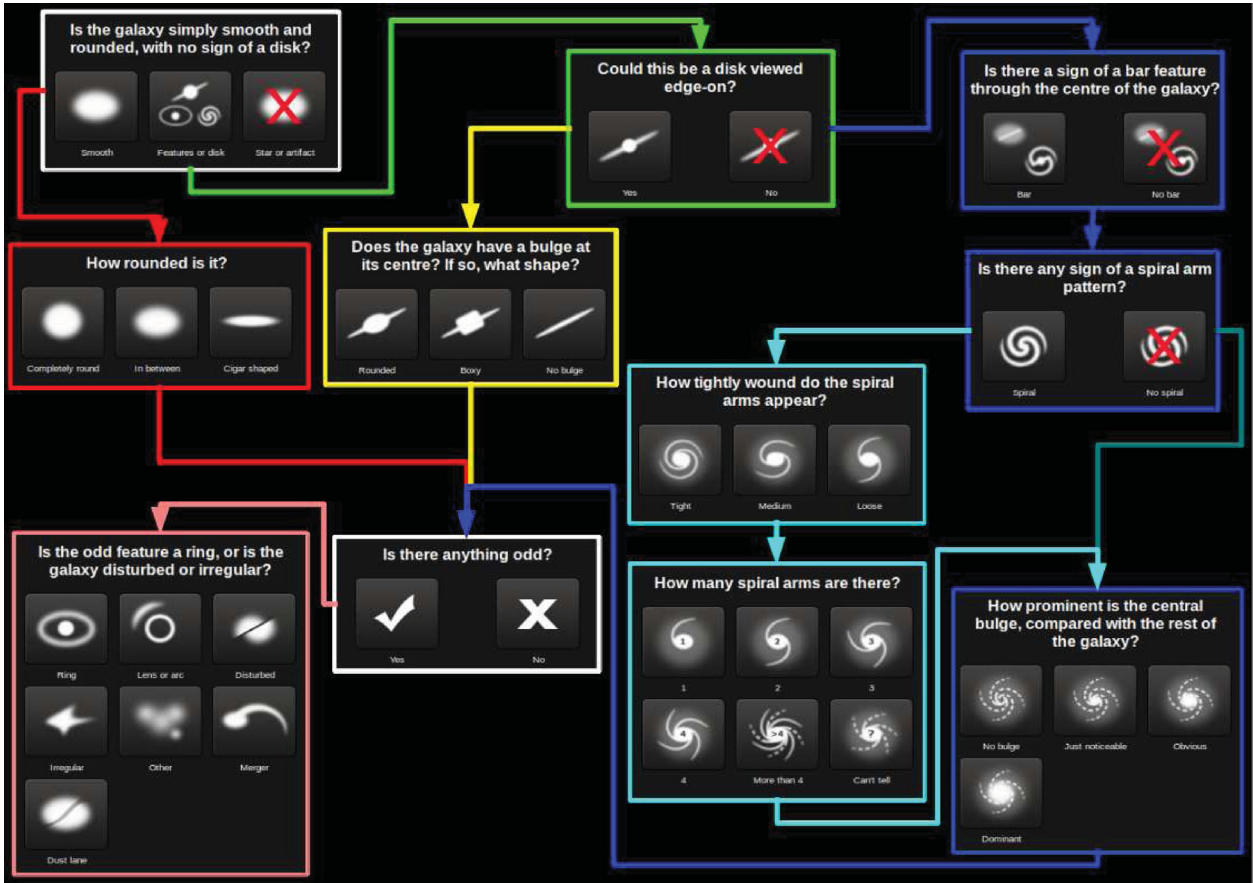 Is the galaxy simply smooth and
rounded, with no sign of a disk?
Smooth
Features or disk
Star or artifact
Could this be a disk viewed
edge-on?
Yes
No
Is there a sign of a bar feature
through the centre of the galaxy?
Bar
No bar
How rounded is it?
Completely round
In between
Cigar shaped
Does the galaxy have a bulge at
its centre? If so, what shape?
Rounded
Boxy
No bulge
Is there any sign of a spiral arm
pattern?
Spiral
No spiral
How tightly wound do the spiral
arms appear?
Tight
Medium
Loose
Is the odd feature a ring, or is the
galaxy disturbed or irregular?
Ring
Lens or arc
Disturbed
Irregular
Other
Merger
Dust lane
Is there anything odd?
Yes
No
How many spiral arms are there?
1
2
3
1
2
3
4
>4
?
4
More than 4
Can't tell
How prominent is the central
bulge, compared with the rest of
the galaxy?
No bulge
Just noticeable
Obvious
Dominant